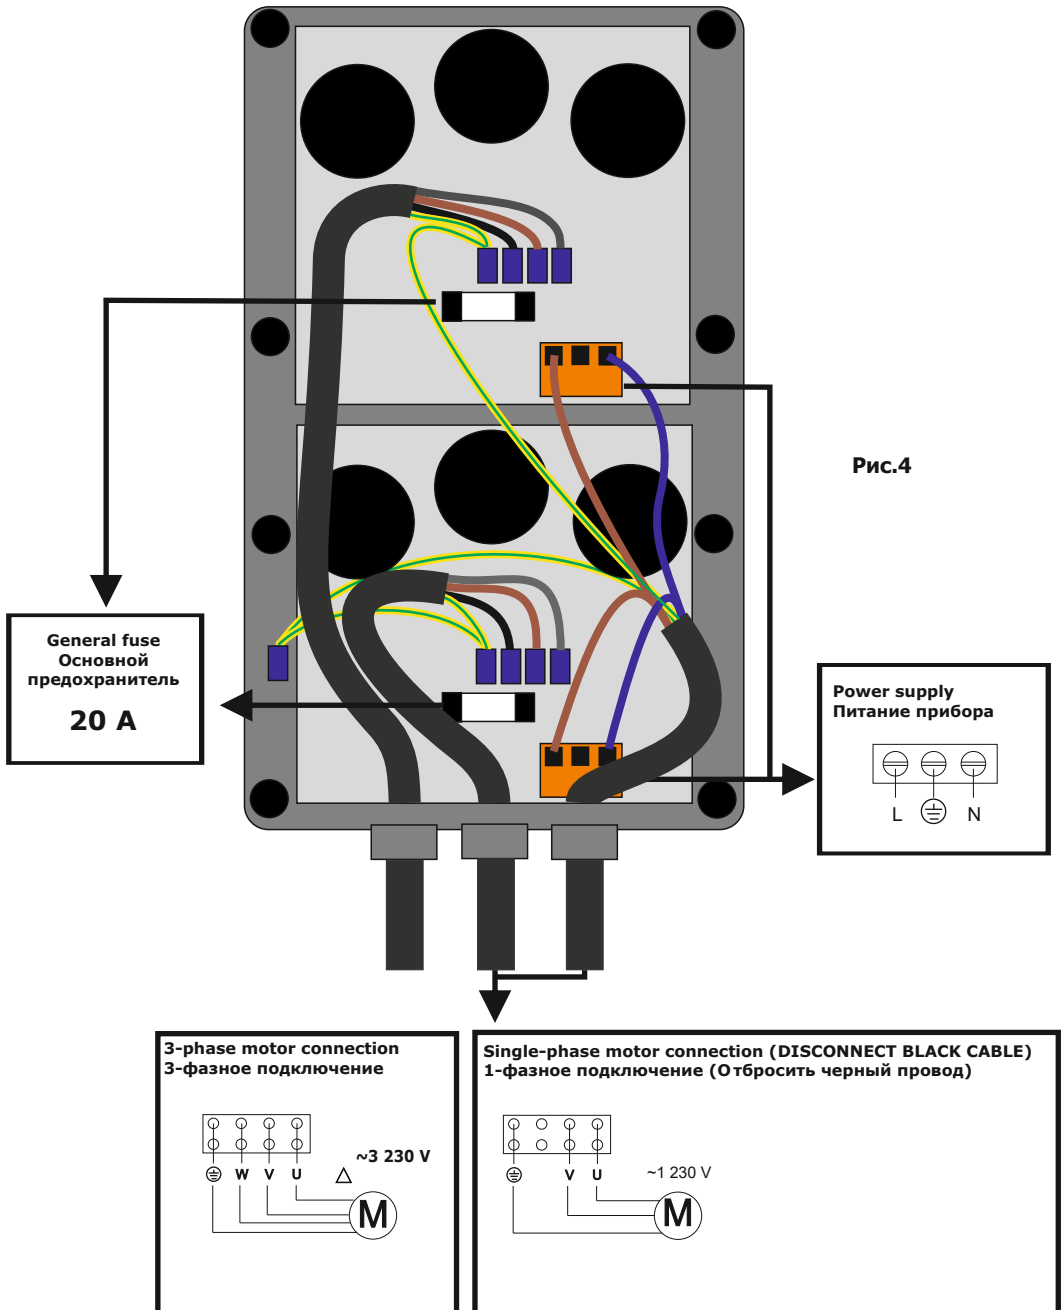 Рис.4
General fuse
Основной
предохранитель
20 A
Power supply
Питание прибора
L N
3-phase motor connection
3-фазное подключение
~3 230 V
W V U
M
Single-phase motor connection (DISCONNECT BLACK CABLE)
1-фазное подключение (Отбросить черный провод)
~1 230 V
V U
M